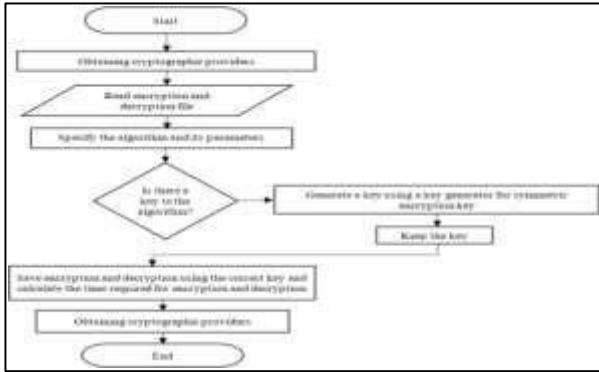 Start
Obtaining cryptographic providers
Read encryption and
decryption file
Specify the algorithm and its parameters
Is there a
key to the
algorithm?
Generate a key using a key generator for symmetric
encryption key
Keep the key
Save encryption and decryption using the correct key and
calculate the time required for encryption and decryption
Obtaining cryptographic providers
End